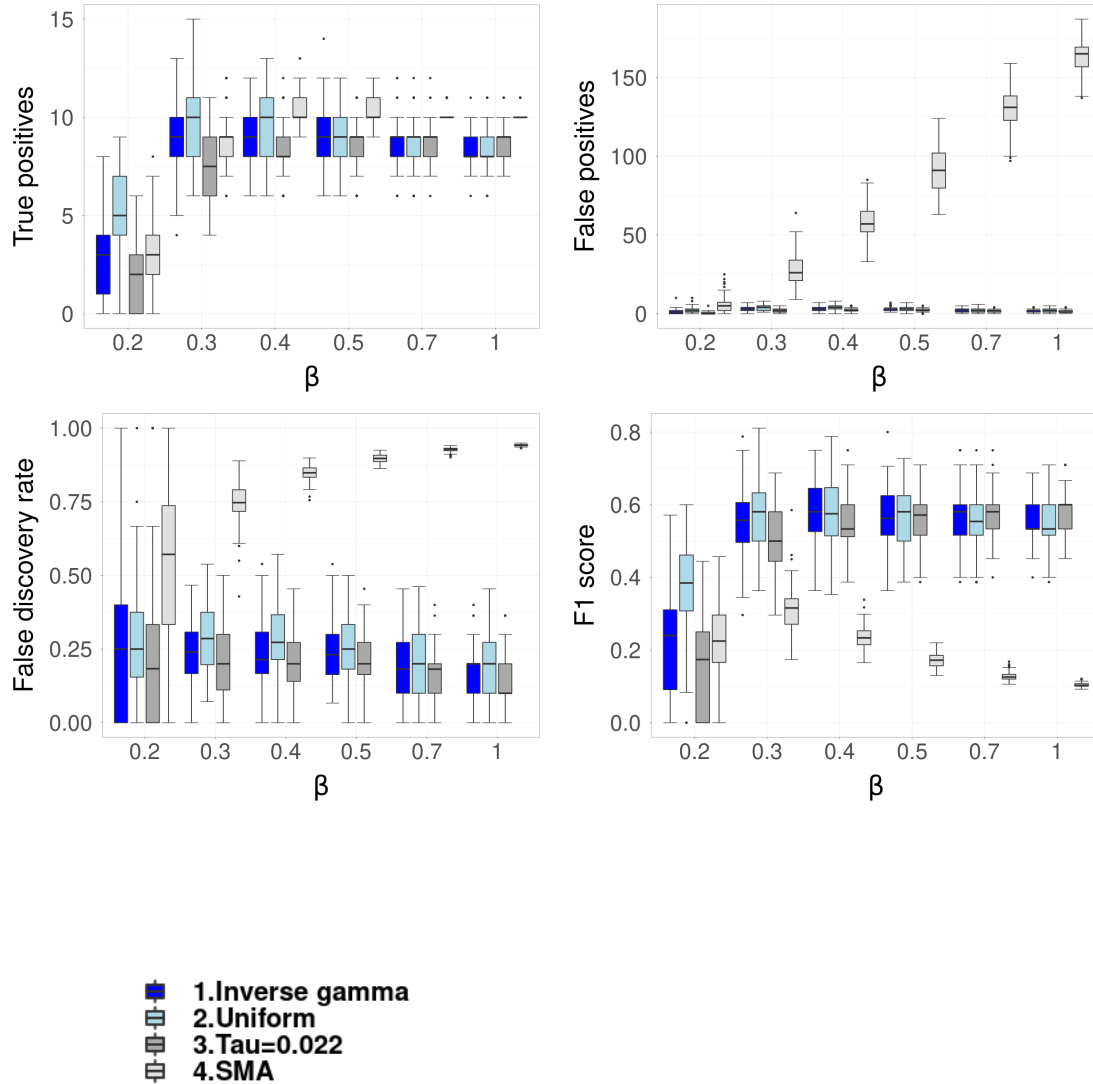 True positives
15
10
5
0
0.2 0.3 0.4 0.5 0.7 1
β
False positives
150
100
50
0
0.2 0.3 0.4 0.5 0.7 1
β
False discovery rate
1.00
0.75
0.50
0.25
0.00
0.2 0.3 0.4 0.5 0.7 1
β
F1 score
0.8
0.6
0.4
0.2
0.0
0.2 0.3 0.4 0.5 0.7 1
β
1.Inverse gamma
2.Uniform
3.Tau=0.022
4.SMA